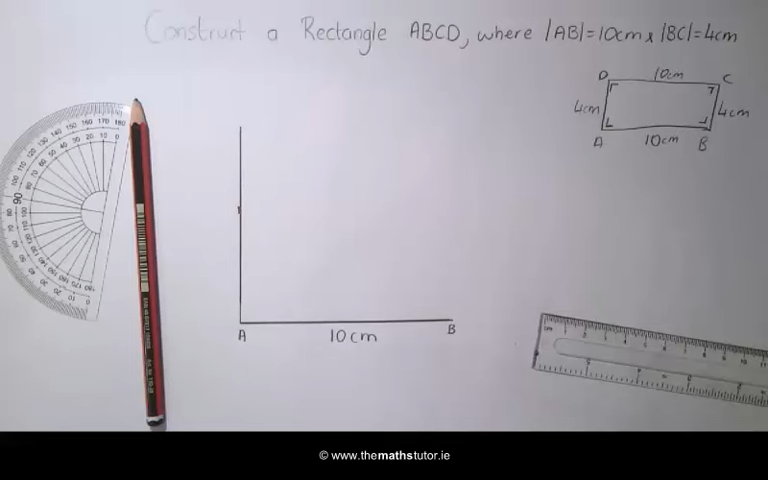 Construct a Rectangle ABCD, where |AB|=10cm & |BC|=4cm
D 10cm C
4cm 4cm
A 10cm B
A 10cm B
© www.themathstutor.ie